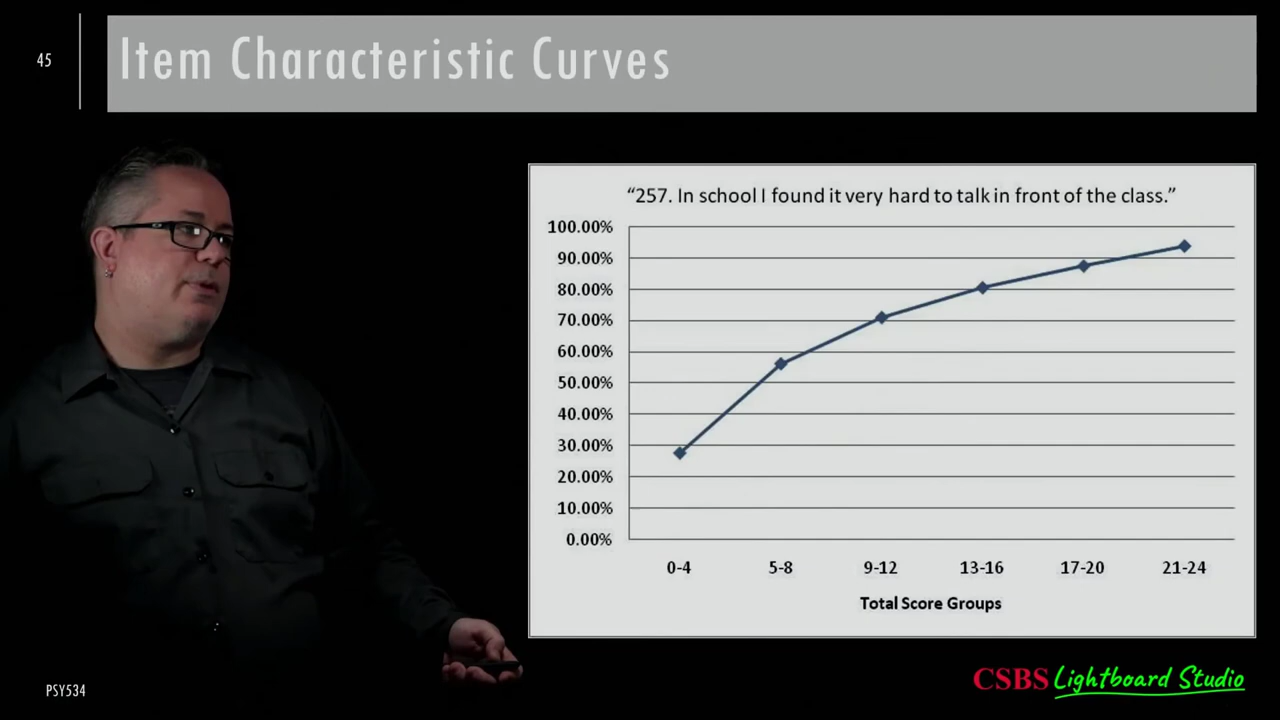 45
Item Characteristic Curves
“257. In school I found it very hard to talk in front of the class.”
100.00%
90.00%
80.00%
70.00%
60.00%
50.00%
40.00%
30.00%
20.00%
10.00%
0.00%
0-4 5-8 9-12 13-16 17-20 21-24
Total Score Groups
PSY534
CSBS Lightboard Studio